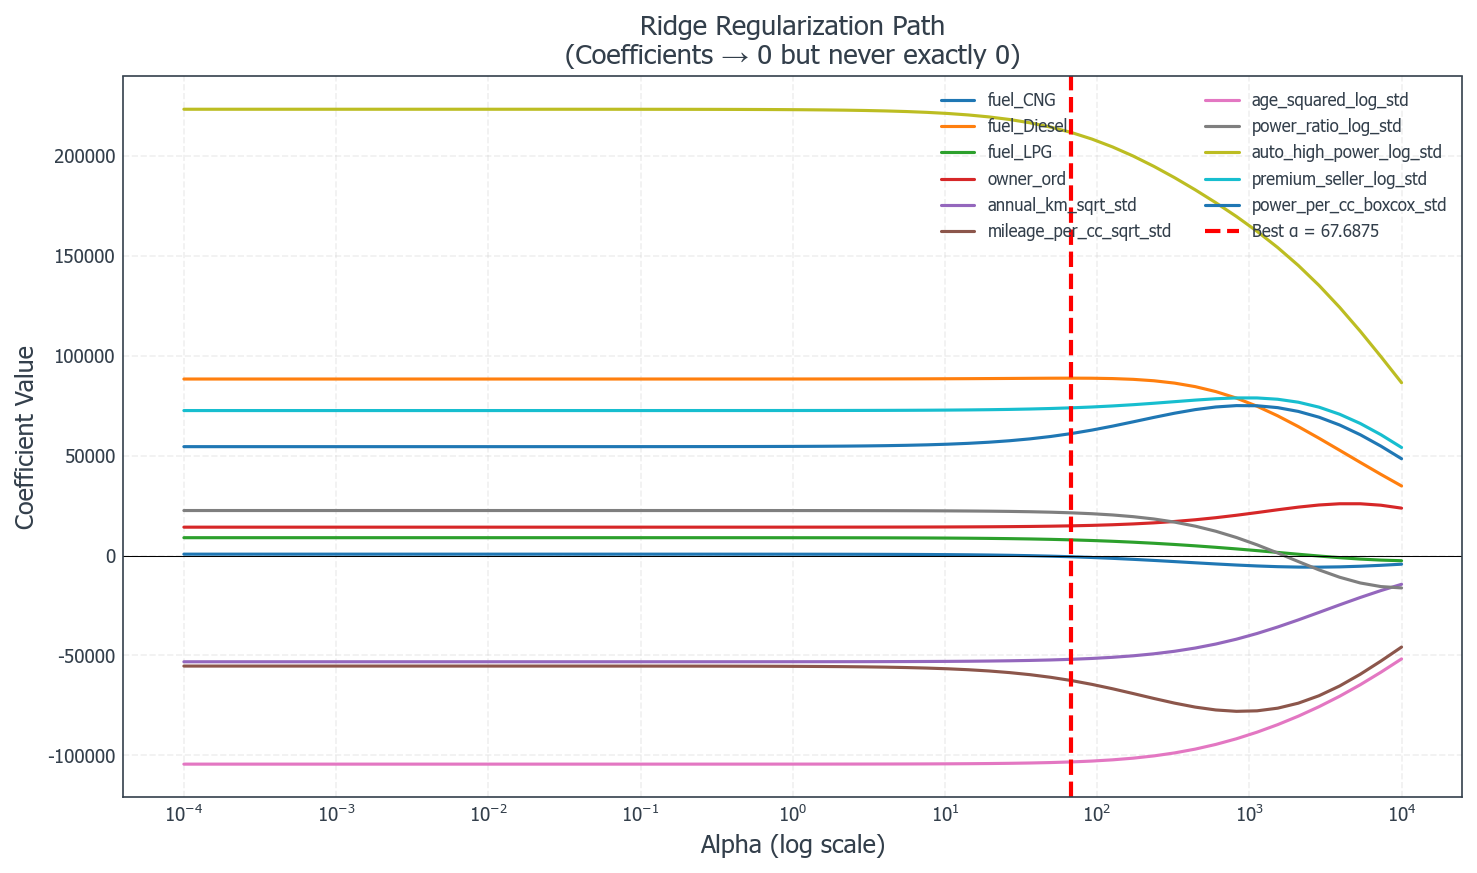 Ridge Regularization Path
(Coefficients → 0 but never exactly 0)
fuel_CNG
fuel_Diesel
fuel_LPG
owner_ord
annual_km_sqrt_std
mileage_per_cc_sqrt_std
age_squared_log_std
power_ratio_log_std
auto_high_power_log_std
premium_seller_log_std
power_per_cc_boxcox_std
Best α = 67.6875
Coefficient Value
200000
150000
100000
50000
0
-50000
-100000
10⁻⁴
10⁻³
10⁻²
10⁻¹
10⁰
10¹
10²
10³
10⁴
Alpha (log scale)